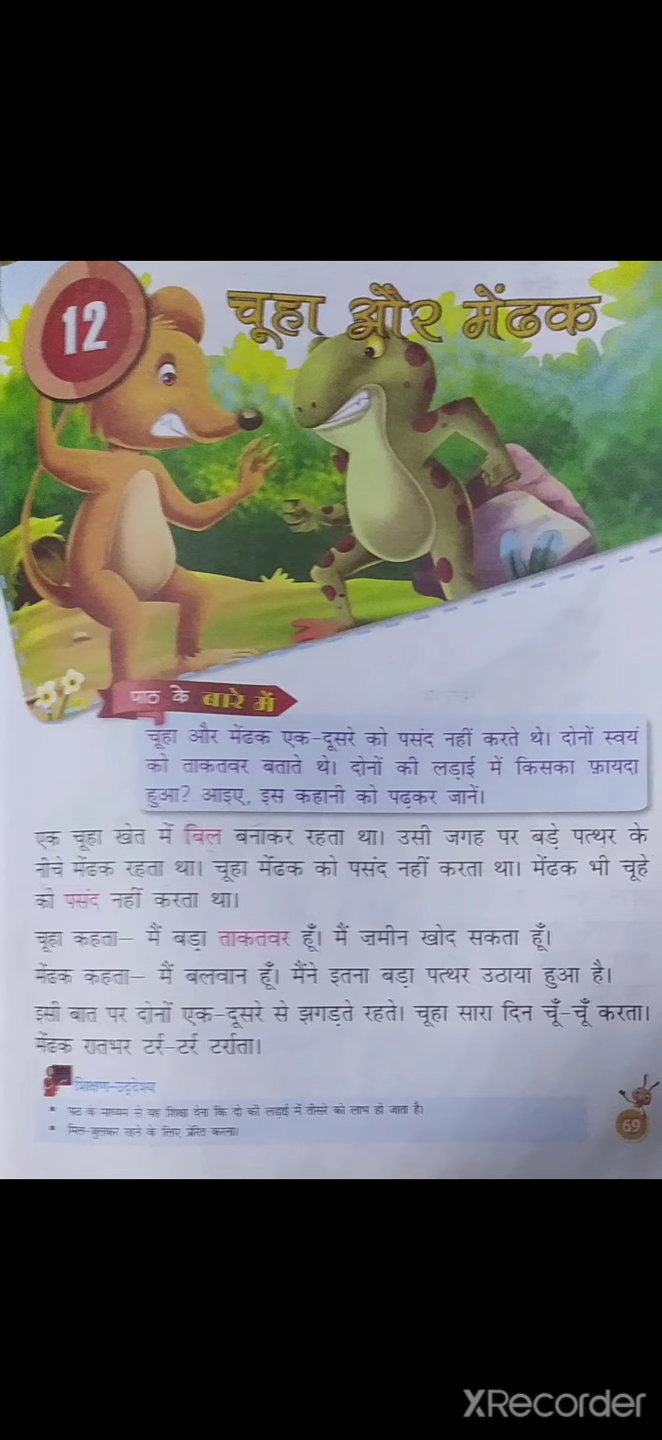 12
चूहा और मेंढक
पाठ के बारे में
चूहा और मेंढक एक-दूसरे को पसंद नहीं करते थे। दोनों स्वयं
को ताकतवर बताते थे। दोनों की लड़ाई में किसका फ़ायदा
हुआ? आइए, इस कहानी को पढ़कर जानें।
एक चूहा खेत में बिल बनाकर रहता था। उसी जगह पर बड़े पत्थर के
नीचे मेंढक रहता था। चूहा मेंढक को पसंद नहीं करता था। मेंढक भी चूहे
को पसंद नहीं करता था।
चूहा कहता– मैं बड़ा ताकतवर हूँ। मैं ज़मीन खोद सकता हूँ।
मेंढक कहता– मैं बलवान हूँ। मैंने इतना बड़ा पत्थर उठाया हुआ है।
इसी बात पर दोनों एक-दूसरे से झगड़ते रहते। चूहा सारा दिन चूँ-चूँ करता।
मेंढक रातभर टर्र-टर्र टर्राता।
शिक्षण-उद्देश्य
• पाठ के माध्यम से यह शिक्षा देना कि दो की लड़ाई में तीसरे को लाभ हो जाता है।
• मिल-जुलकर रहने के लिए प्रेरित करना।
69
XRecorder